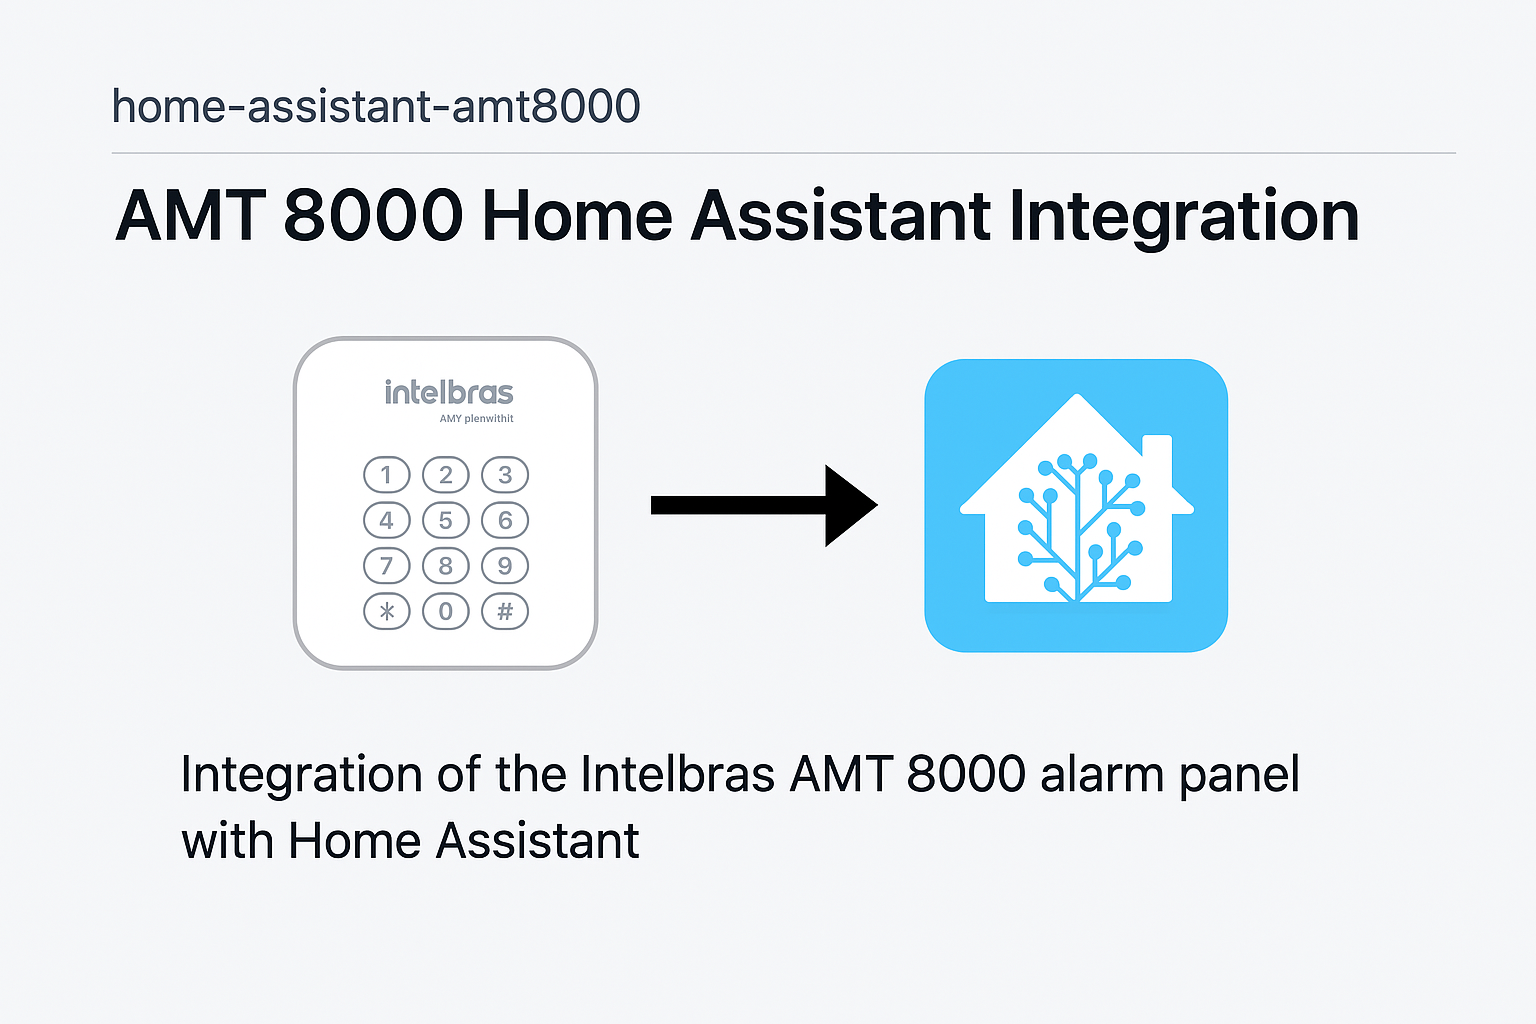 home-assistant-amt8000
AMT 8000 Home Assistant Integration
intelbras
AMY plenwithit
1 2 3
4 5 6
7 8 9
* 0 #
Integration of the Intelbras AMT 8000 alarm panel
with Home Assistant